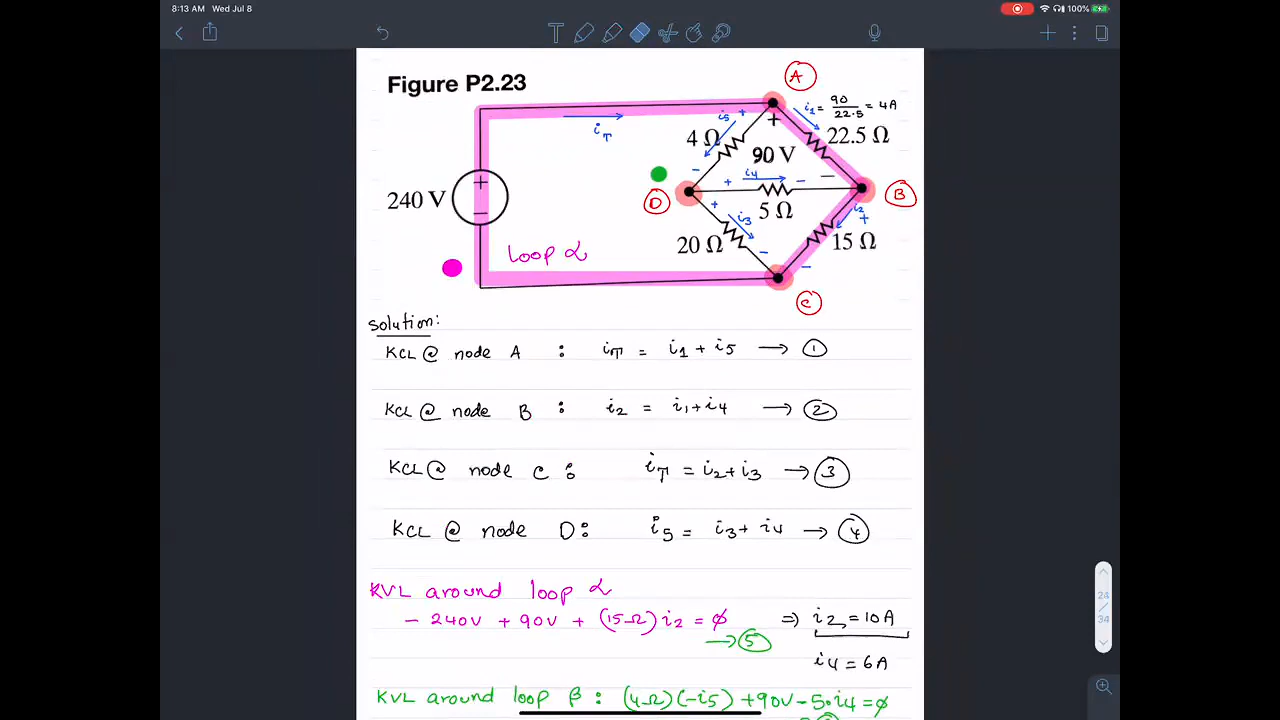 8:13 AM Wed Jul 8
100%
Figure P2.23
A
i1 = 90/22.5 = 4A
i5 +
+
iT
4 Ω
22.5 Ω
90 V
−
−
+ i4 −
D
B
240 V
+
−
5 Ω
+
i3
i2
+
20 Ω
15 Ω
−
−
loop α
C
solution:
KCL @ node A : iT = i1 + i5 → 1
KCL @ node B : i2 = i1 + i4 → 2
KCL @ node C : iT = i2 + i3 → 3
KCL @ node D : i5 = i3 + i4 → 4
KVL around loop α
− 240V + 90V + (15Ω) i2 = ∅ ⇒ i2 = 10A
→ 5
i4 = 6A
KVL around loop β : (4Ω)(-i5) + 90V - 5·i4 = ∅
28
34